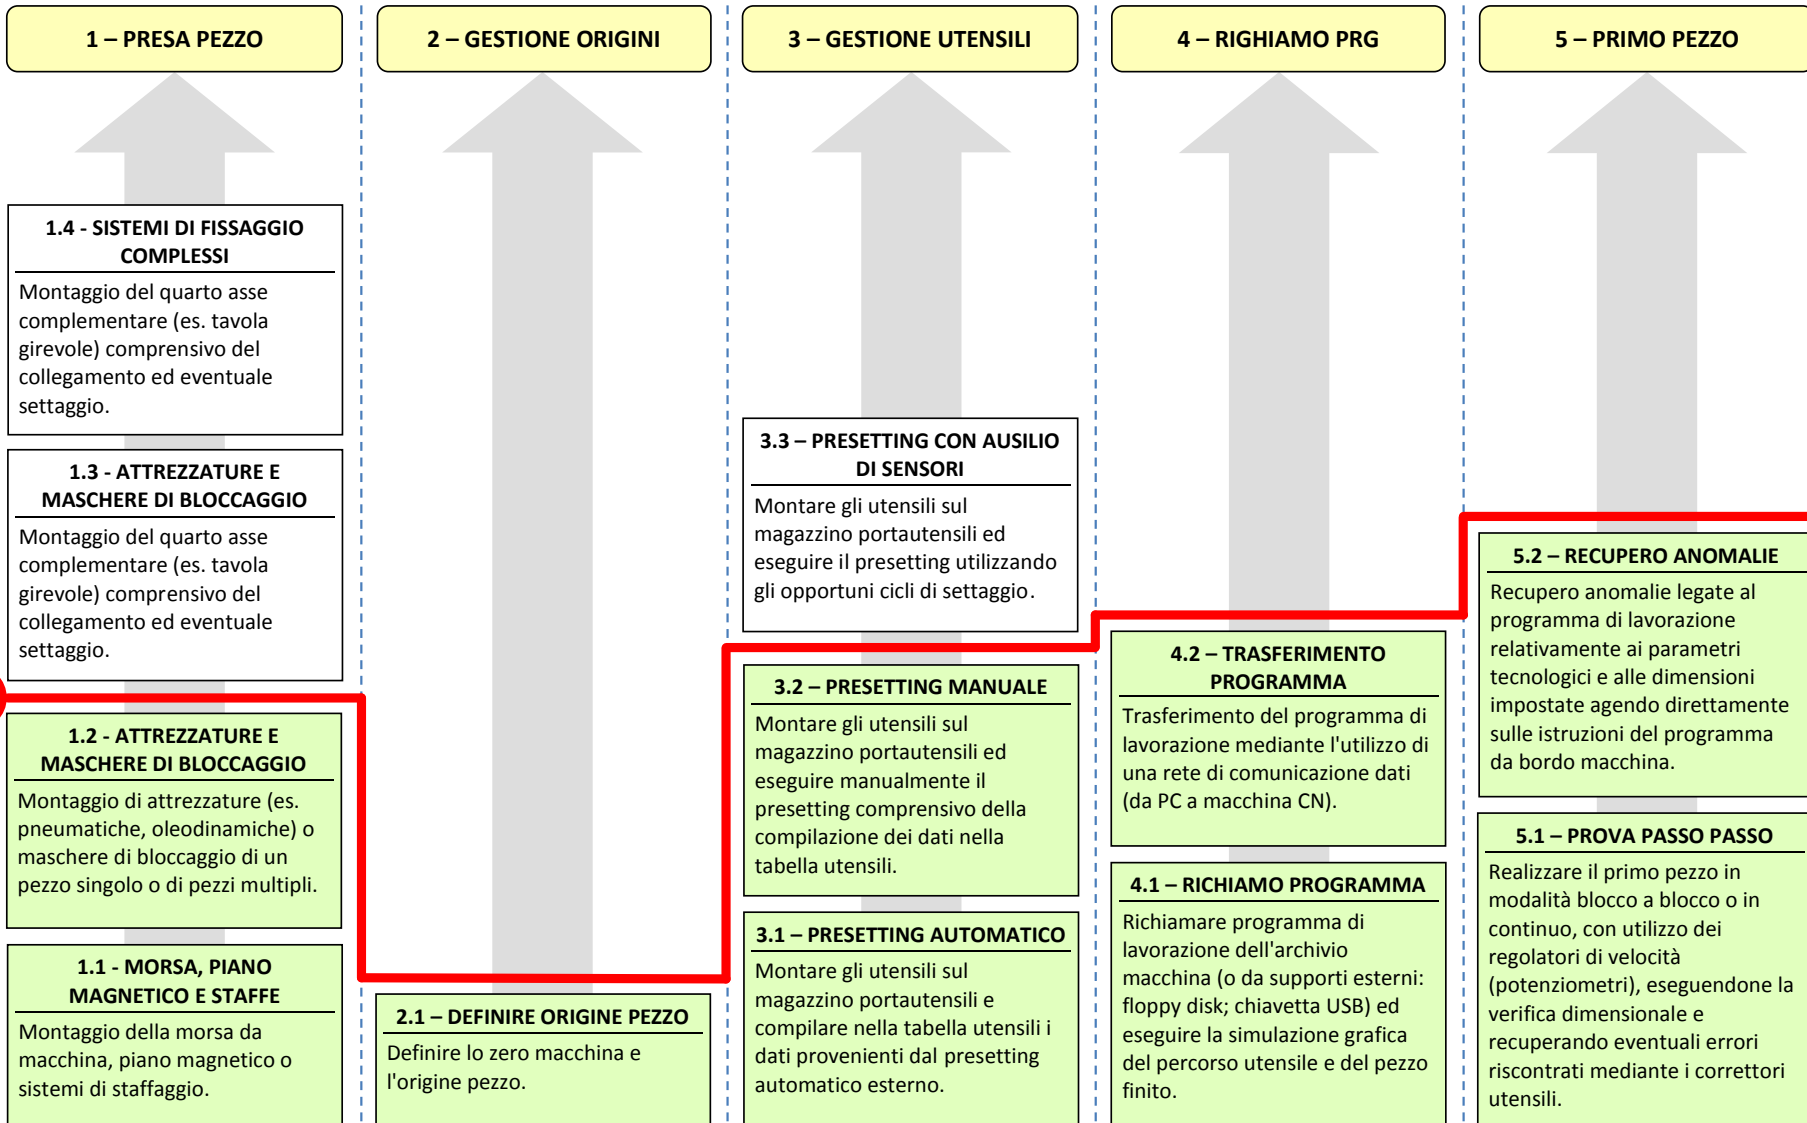 1 – PRESA PEZZO
2 – GESTIONE ORIGINI
3 – GESTIONE UTENSILI
4 – RIGHIAMO PRG
5 – PRIMO PEZZO
1.4 - SISTEMI DI FISSAGGIO
COMPLESSI
Montaggio del quarto asse
complementare (es. tavola
girevole) comprensivo del
collegamento ed eventuale
settaggio.
1.3 - ATTREZZATURE E
MASCHERE DI BLOCCAGGIO
Montaggio del quarto asse
complementare (es. tavola
girevole) comprensivo del
collegamento ed eventuale
settaggio.
1.2 - ATTREZZATURE E
MASCHERE DI BLOCCAGGIO
Montaggio di attrezzature (es.
pneumatiche, oleodinamiche) o
maschere di bloccaggio di un
pezzo singolo o di pezzi multipli.
1.1 - MORSA, PIANO
MAGNETICO E STAFFE
Montaggio della morsa da
macchina, piano magnetico o
sistemi di staffaggio.
2.1 – DEFINIRE ORIGINE PEZZO
Definire lo zero macchina e
l'origine pezzo.
3.3 – PRESETTING CON AUSILIO
DI SENSORI
Montare gli utensili sul
magazzino portautensili ed
eseguire il presetting utilizzando
gli opportuni cicli di settaggio.
3.2 – PRESETTING MANUALE
Montare gli utensili sul
magazzino portautensili ed
eseguire manualmente il
presetting comprensivo della
compilazione dei dati nella
tabella utensili.
3.1 – PRESETTING AUTOMATICO
Montare gli utensili sul
magazzino portautensili e
compilare nella tabella utensili i
dati provenienti dal presetting
automatico esterno.
4.2 – TRASFERIMENTO
PROGRAMMA
Trasferimento del programma di
lavorazione mediante l'utilizzo di
una rete di comunicazione dati
(da PC a macchina CN).
4.1 – RICHIAMO PROGRAMMA
Richiamare programma di
lavorazione dell'archivio
macchina (o da supporti esterni:
floppy disk; chiavetta USB) ed
eseguire la simulazione grafica
del percorso utensile e del pezzo
finito.
5.2 – RECUPERO ANOMALIE
Recupero anomalie legate al
programma di lavorazione
relativamente ai parametri
tecnologici e alle dimensioni
impostate agendo direttamente
sulle istruzioni del programma
da bordo macchina.
5.1 – PROVA PASSO PASSO
Realizzare il primo pezzo in
modalità blocco a blocco o in
continuo, con utilizzo dei
regolatori di velocità
(potenziometri), eseguendone la
verifica dimensionale e
recuperando eventuali errori
riscontrati mediante i correttori
utensili.